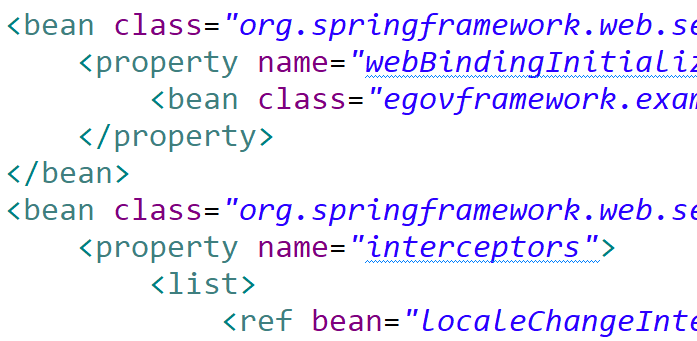 <bean class="org.springframework.web.se
<property name="webBindingInitializ
<bean class="egovframework.exam
</property>
</bean>
<bean class="org.springframework.web.se
<property name="interceptors">
<list>
<ref bean="localeChangeInte